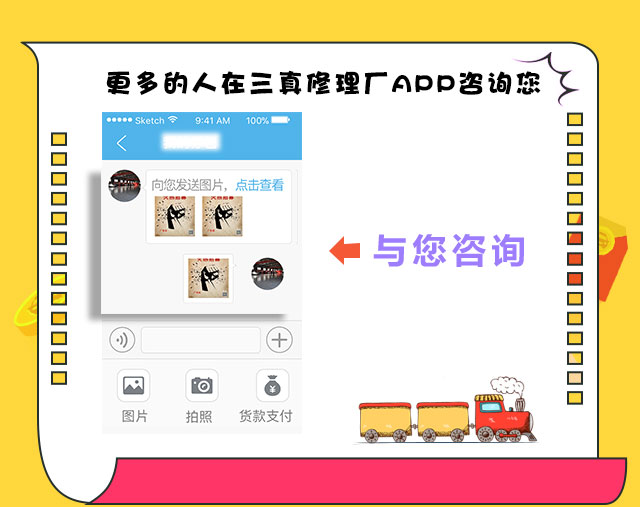 更多的人在三真修理厂APP咨询您
Sketch 9:41 AM 100%
向您发送图片，点击查看
与您咨询
图片 拍照 货款支付